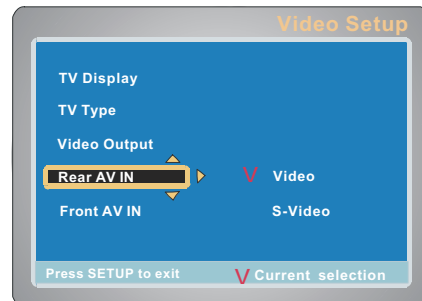 Video Setup
TV Display
TV Type
Video Output
Rear AV IN V Video
Front AV IN S-Video
Press SETUP to exit V Current selection